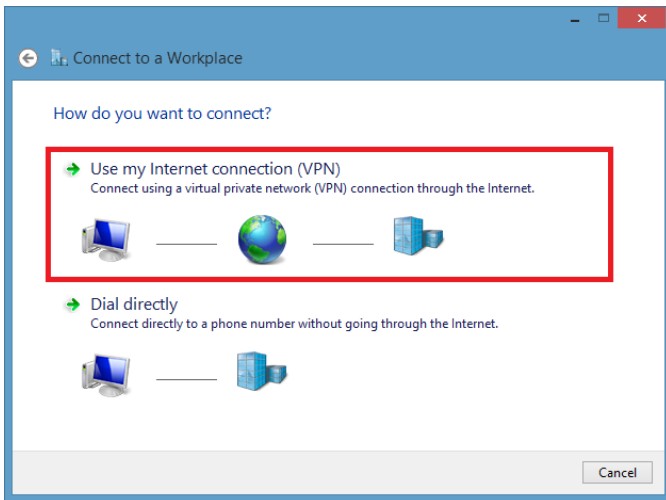 Connect to a Workplace
How do you want to connect?
Use my Internet connection (VPN)
Connect using a virtual private network (VPN) connection through the Internet.
Dial directly
Connect directly to a phone number without going through the Internet.
Cancel